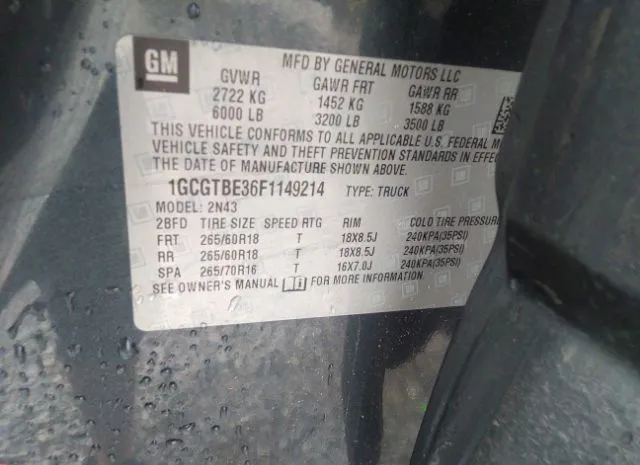 GM
MFD BY GENERAL MOTORS LLC
GVWR GAWR FRT GAWR RR
2722 KG 1452 KG 1588 KG
6000 LB 3200 LB 3500 LB
THIS VEHICLE CONFORMS TO ALL APPLICABLE U.S. FEDERAL
VEHICLE SAFETY AND THEFT PREVENTION STANDARDS IN
THE DATE OF MANUFACTURE SHOWN ABOVE.
1GCGTBE36F1149214 TYPE: TRUCK
MODEL: 2N43
2BFD TIRE SIZE SPEED RTG RIM COLD TIRE PRESSURE
FRT 265/60R18 T 18X8.5J 240KPA(35PSI)
RR 265/60R18 T 18X8.5J 240KPA(35PSI)
SPA 265/70R16 T 16X7.0J 240KPA(35PSI)
SEE OWNER'S MANUAL FOR MORE INFORMATION